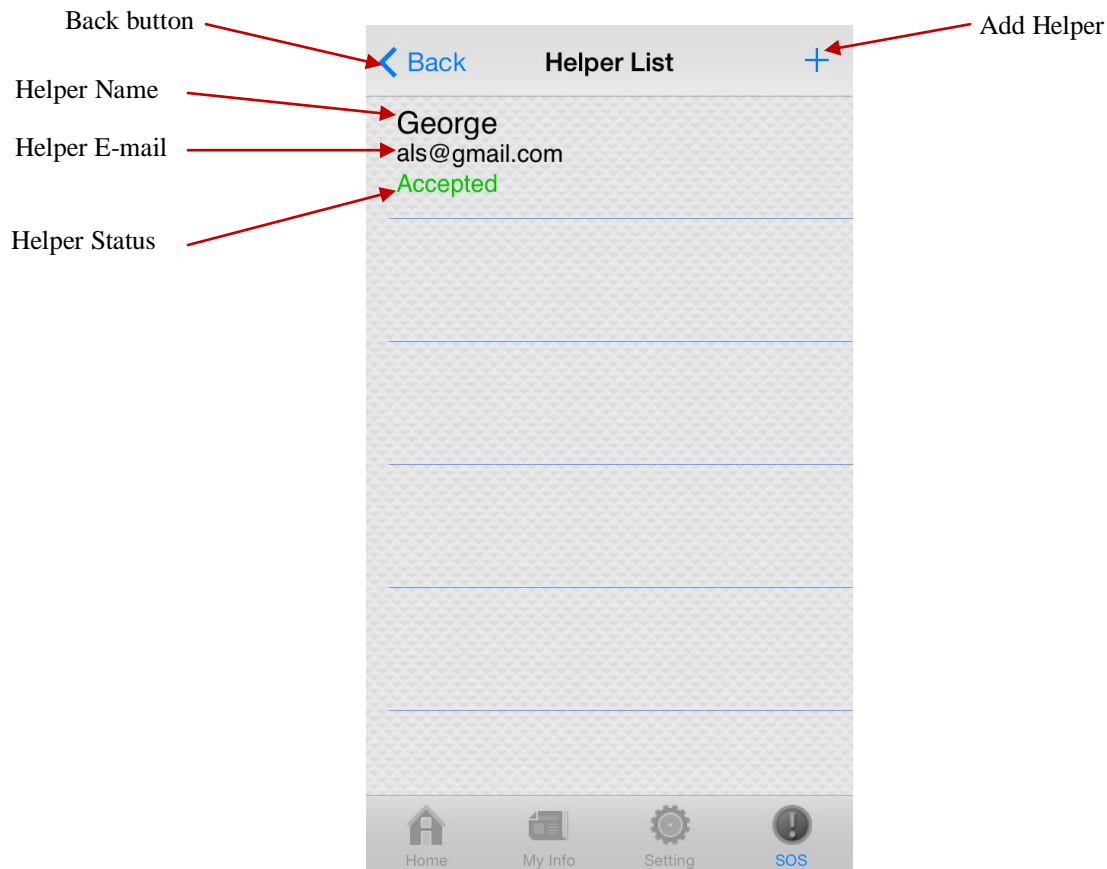 Back button
Add Helper
Back Helper List +
Helper Name
George
Helper E-mail
als@gmail.com
Accepted
Helper Status
Home My Info Setting SOS